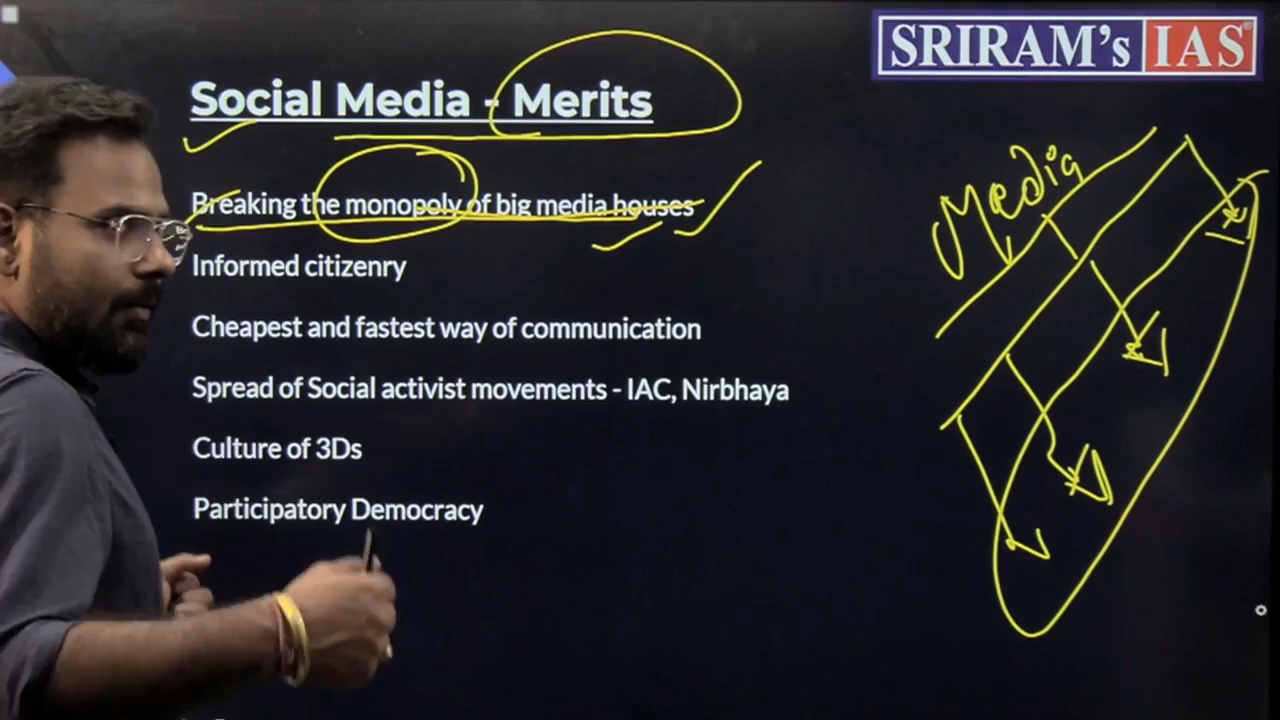 SRIRAM's IAS
Social Media - Merits
Breaking the monopoly of big media houses
Informed citizenry
Cheapest and fastest way of communication
Spread of Social activist movements - IAC, Nirbhaya
Culture of 3Ds
Participatory Democracy
Media